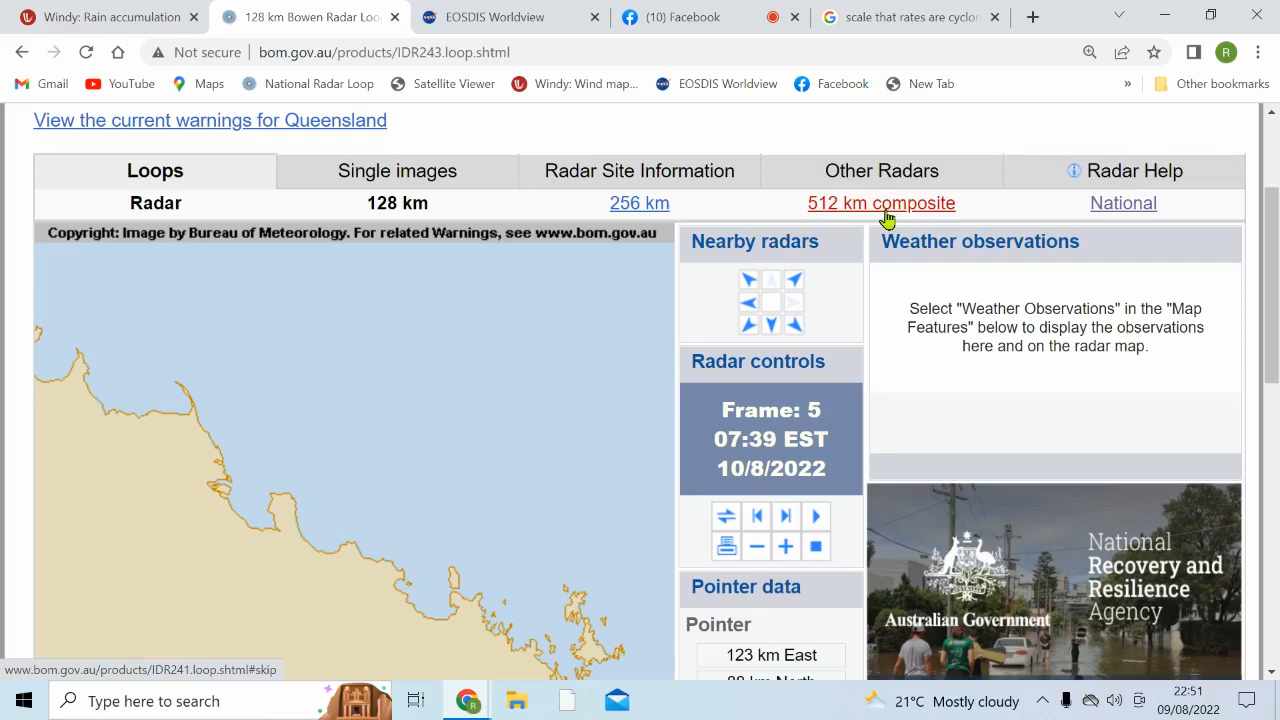 Windy: Rain accumulation
128 km Bowen Radar Loo
EOSDIS Worldview
(10) Facebook
scale that rates are cyclon
Not secure
bom.gov.au/products/IDR243.loop.shtml
Gmail
YouTube
Maps
National Radar Loop
Satellite Viewer
Windy: Wind map...
EOSDIS Worldview
Facebook
New Tab
»
Other bookmarks
R
View the current warnings for Queensland
Loops
Single images
Radar Site Information
Other Radars
Radar Help
Radar
128 km
256 km
512 km composite
National
Copyright: Image by Bureau of Meteorology. For related Warnings, see www.bom.gov.au
Nearby radars
Weather observations
Select "Weather Observations" in the "Map
Features" below to display the observations
here and on the radar map.
Radar controls
Frame: 5
07:39 EST
10/8/2022
Pointer data
Pointer
123 km East
National
Recovery and
Resilience
Agency
Australian Government
www.bom.gov.au/products/IDR241.loop.shtml#skip
Type here to search
21°C Mostly cloudy
22:51
09/08/2022